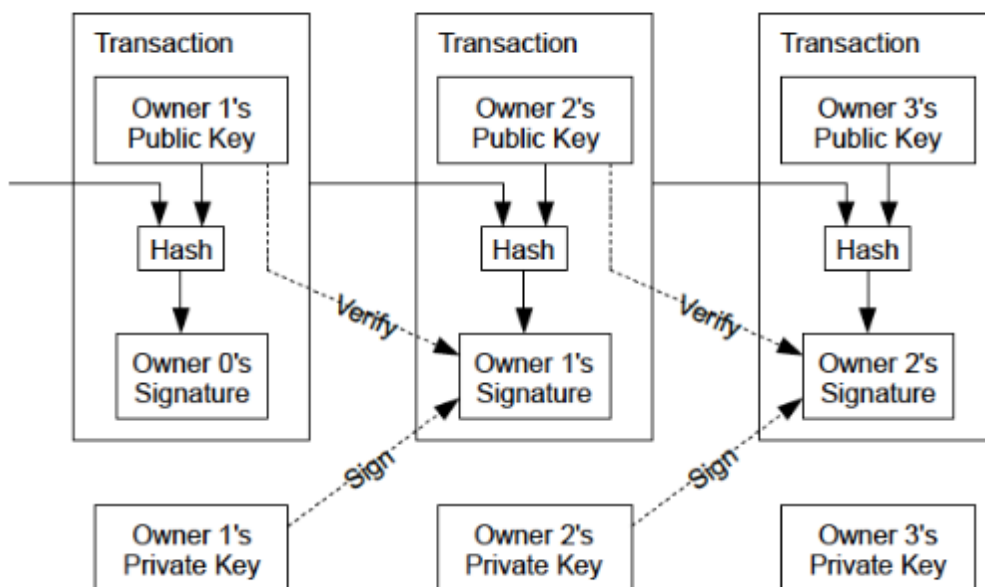 Transaction
Transaction
Transaction
Owner 1's
Public Key
Owner 2's
Public Key
Owner 3's
Public Key
Hash
Hash
Hash
Verify
Verify
Owner 0's
Signature
Owner 1's
Signature
Owner 2's
Signature
Sign
Sign
Owner 1's
Private Key
Owner 2's
Private Key
Owner 3's
Private Key